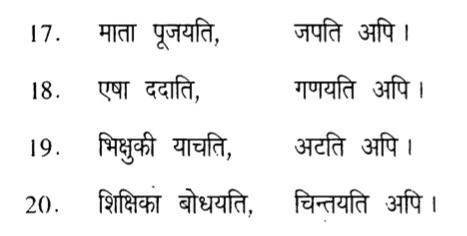 17. माता पूजयति, जपति अपि ।
18. एषा ददाति, गणयति अपि ।
19. भिक्षुकी याचति, अटति अपि ।
20. शिक्षिका बोधयति, चिन्तयति अपि ।